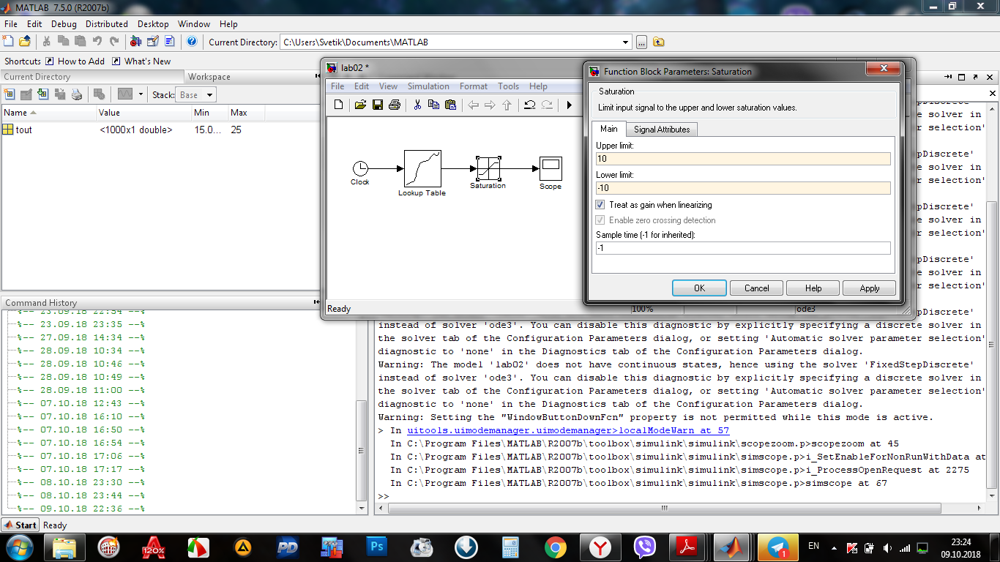 MATLAB 7.5.0 (R2007b)
File Edit Debug Distributed Desktop Window Help
Current Directory: C:\Users\Svetik\Documents\MATLAB ...
Shortcuts How to Add What's New
Current Directory Workspace
Stack: Base
Name Value Min Max
tout <1000x1 double> 15.0... 25
Command History
%-- 23.09.18 22:54 --%
%-- 23.09.18 23:35 --%
%-- 27.09.18 14:34 --%
%-- 28.09.18 10:34 --%
%-- 28.09.18 10:46 --%
%-- 28.09.18 10:49 --%
%-- 28.09.18 11:00 --%
%-- 07.10.18 12:43 --%
%-- 07.10.18 16:10 --%
%-- 07.10.18 16:50 --%
%-- 07.10.18 16:54 --%
%-- 07.10.18 17:06 --%
%-- 07.10.18 17:17 --%
%-- 08.10.18 23:30 --%
%-- 08.10.18 23:44 --%
%-- 09.10.18 22:36 --%
lab02 *
File Edit View Simulation Format Tools Help
Clock
Lookup Table
Saturation
Scope
Ready 100% ode3
Function Block Parameters: Saturation
Saturation
Limit input signal to the upper and lower saturation values.
Main Signal Attributes
Upper limit:
10
Lower limit:
-10
Treat as gain when linearizing
Enable zero crossing detection
Sample time (-1 for inherited):
-1
OK Cancel Help Apply
pDiscrete'
e solver in
r selection'
pDiscrete'
e solver in
r selection'
pDiscrete'
e solver in
r selection'
pDiscrete'
e solver in
r selection'
pDiscrete'
instead of solver 'ode3'. You can disable this diagnostic by explicitly specifying a discrete solver in
the solver tab of the Configuration Parameters dialog, or setting 'Automatic solver parameter selection'
diagnostic to 'none' in the Diagnostics tab of the Configuration Parameters dialog.
Warning: The model 'lab02' does not have continuous states, hence using the solver 'FixedStepDiscrete'
instead of solver 'ode3'. You can disable this diagnostic by explicitly specifying a discrete solver in
the solver tab of the Configuration Parameters dialog, or setting 'Automatic solver parameter selection'
diagnostic to 'none' in the Diagnostics tab of the Configuration Parameters dialog.
Warning: Setting the "WindowButtonDownFcn" property is not permitted while this mode is active.
> In uitools.uimodemanager.uimodemanager>localModeWarn at 57
In C:\Program Files\MATLAB\R2007b\toolbox\simulink\simulink\scopezoom.p>scopezoom at 45
In C:\Program Files\MATLAB\R2007b\toolbox\simulink\simulink\simscope.p>i_SetEnableForNonRunWithData at
In C:\Program Files\MATLAB\R2007b\toolbox\simulink\simulink\simscope.p>i_ProcessOpenRequest at 2275
In C:\Program Files\MATLAB\R2007b\toolbox\simulink\simulink\simscope.p>simscope at 67
>>
Start Ready
120% PD Ps Y 1 EN 23:24
09.10.2018